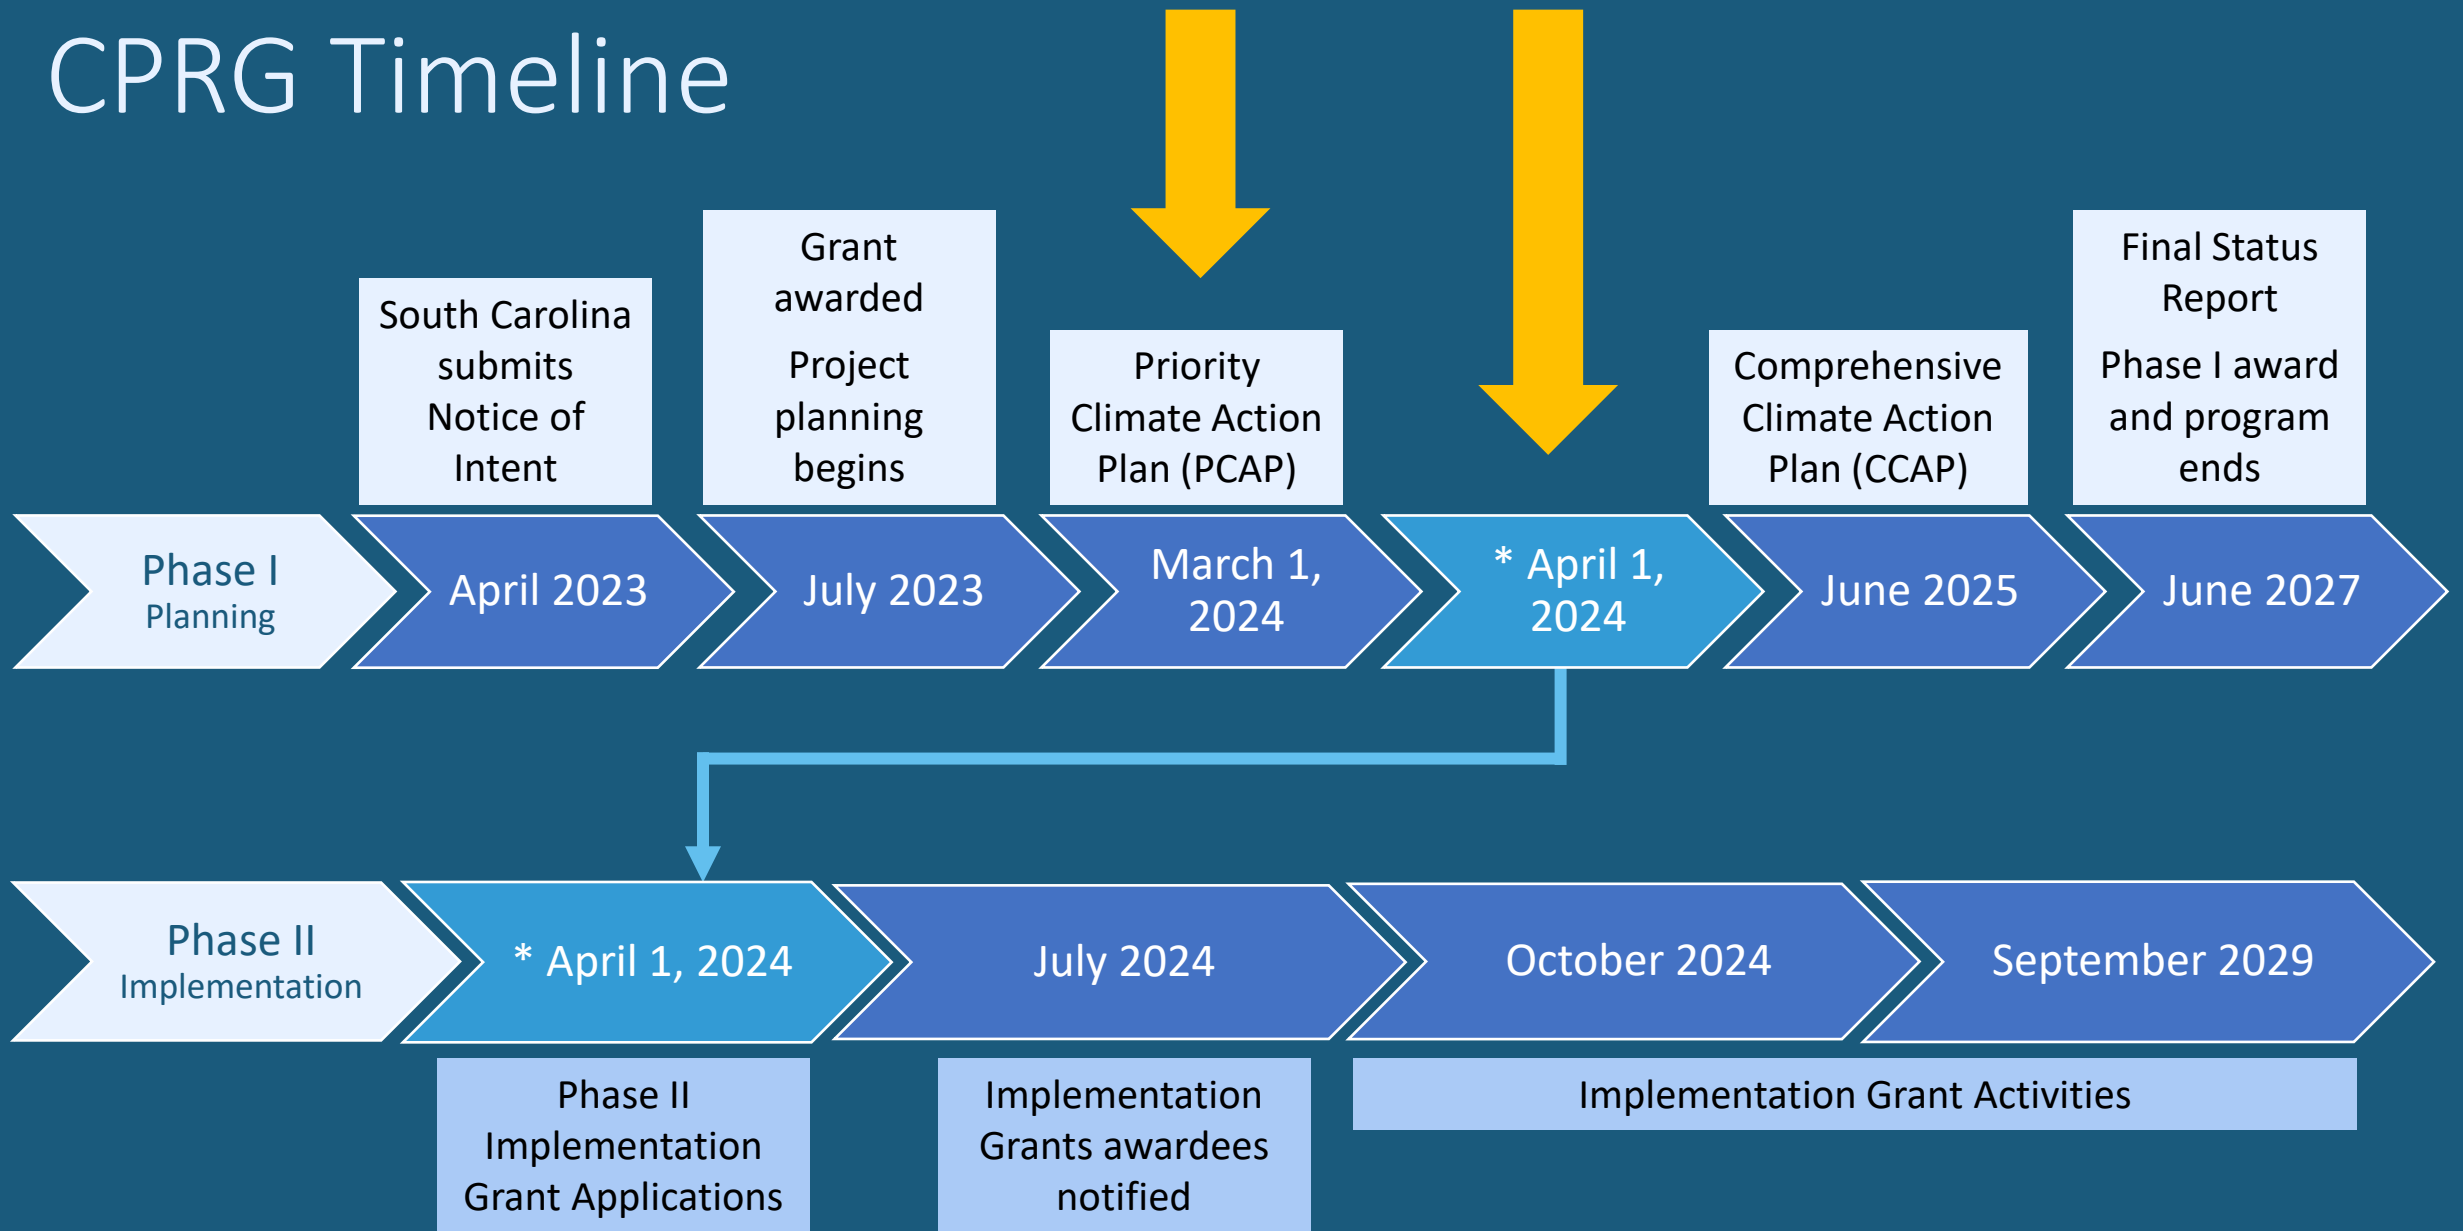 CPRG Timeline
South Carolina
submits
Notice of
Intent
Grant
awarded
Project
planning
begins
Priority
Climate Action
Plan (PCAP)
Comprehensive
Climate Action
Plan (CCAP)
Final Status
Report
Phase I award
and program
ends
Phase I
Planning
April 2023
July 2023
March 1,
2024
* April 1,
2024
June 2025
June 2027
Phase II
Implementation
* April 1, 2024
July 2024
October 2024
September 2029
Phase II
Implementation
Grant Applications
Implementation
Grants awardees
notified
Implementation Grant Activities